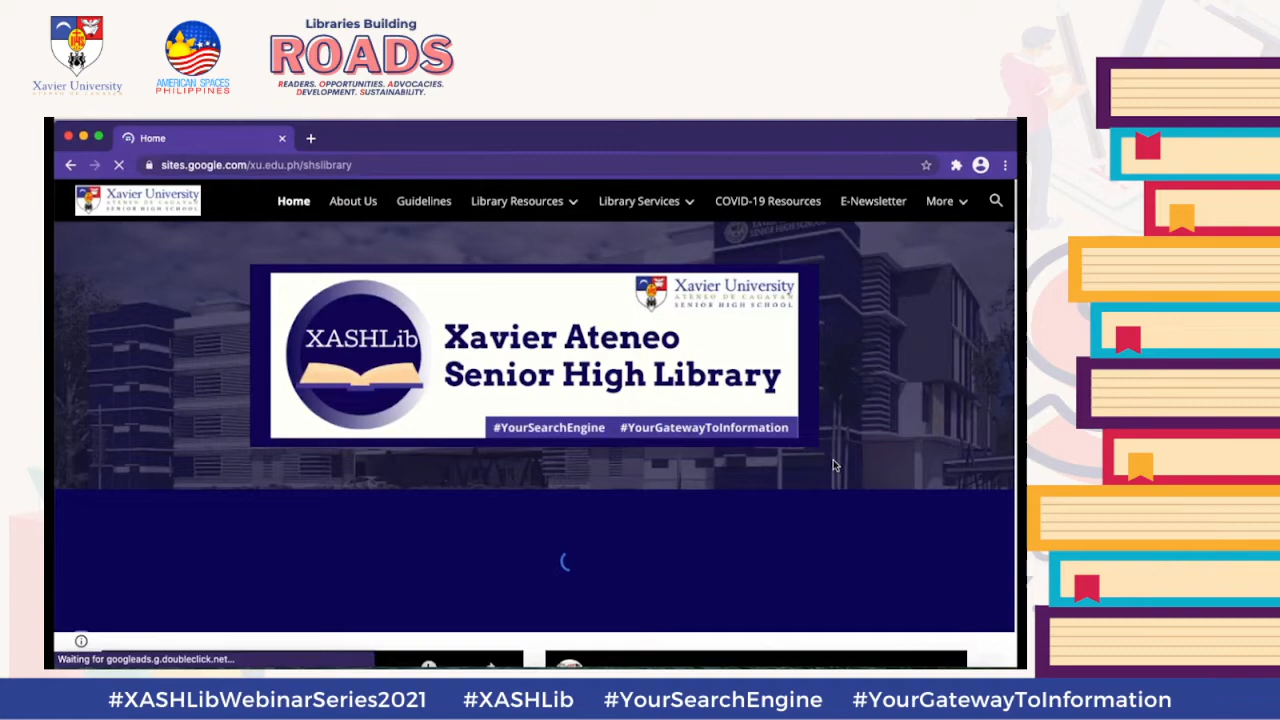 Xavier University
AMERICAN SPACES
PHILIPPINES
Libraries Building
ROADS
READERS. OPPORTUNITIES. ADVOCACIES.
DEVELOPMENT. SUSTAINABILITY.
Home
sites.google.com/xu.edu.ph/shslibrary
Xavier University
ATENEO DE CAGAYAN
SENIOR HIGH SCHOOL
Home About Us Guidelines Library Resources Library Services COVID-19 Resources E-Newsletter More
SENIOR HIGH SCHOOL
Xavier University
ATENEO DE CAGAYAN
SENIOR HIGH SCHOOL
XASHLib
Xavier Ateneo
Senior High Library
#YourSearchEngine #YourGatewayToInformation
Waiting for googleads.g.doubleclick.net...
#XASHLibWebinarSeries2021 #XASHLib #YourSearchEngine #YourGatewayToInformation